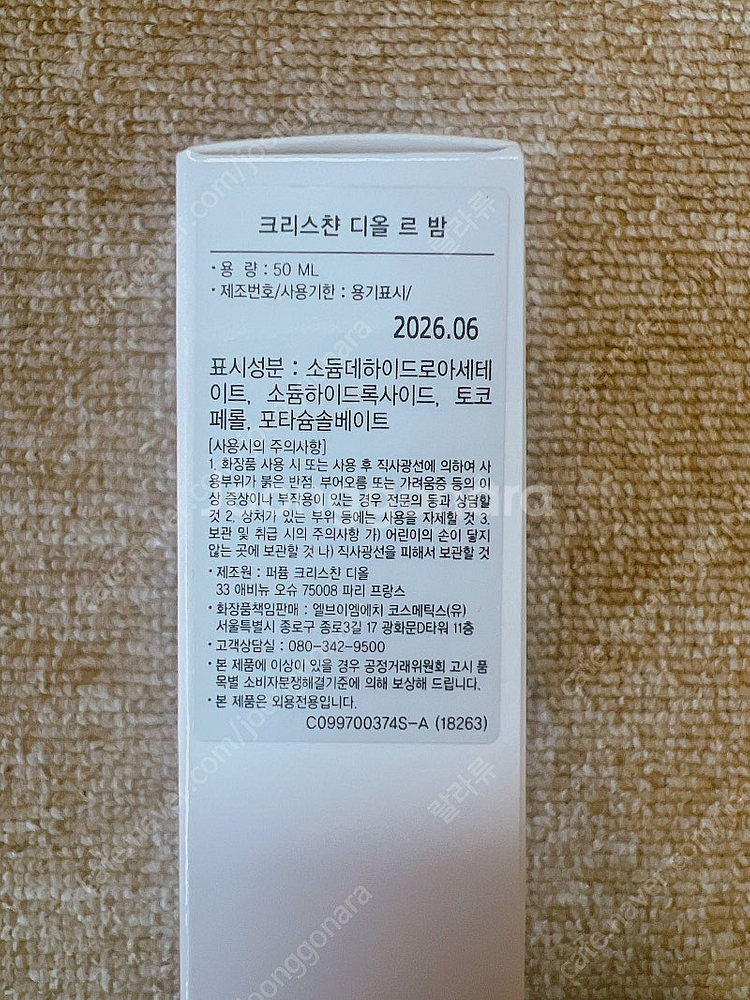 크리스챤 디올 르 밤
• 용 량 : 50 ML
• 제조번호/사용기한 : 용기표시/
2026.06
표시성분 : 소듐데하이드로아세테
이트, 소듐하이드록사이드, 토코
페롤, 포타슘솔베이트
[사용시의 주의사항]
1. 화장품 사용 시 또는 사용 후 직사광선에 의하여 사
용부위가 붉은 반점, 부어오름 또는 가려움증 등의 이
상 증상이나 부작용이 있는 경우 전문의 등과 상담할
것 2. 상처가 있는 부위 등에는 사용을 자제할 것 3.
보관 및 취급 시의 주의사항 가) 어린이의 손이 닿지
않는 곳에 보관할 것 나) 직사광선을 피해서 보관할 것
• 제조원 : 퍼퓸 크리스챤 디올
33 애비뉴 오슈 75008 파리 프랑스
• 화장품책임판매 : 엘브이엠에치 코스메틱스(유)
서울특별시 종로구 종로3길 17 광화문D타워 11층
• 고객상담실 : 080-342-9500
• 본 제품에 이상이 있을 경우 공정거래위원회 고시 품
목별 소비자분쟁해결기준에 의해 보상해 드립니다.
• 본 제품은 외용전용입니다.
C099700374S-A (18263)
랄라류
joonggonara